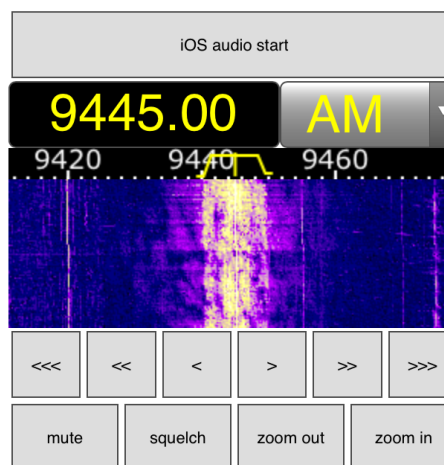 iOS audio start
9445.00 AM
9420 9440 9460
<<< << < > >> >>>
mute squelch zoom out zoom in